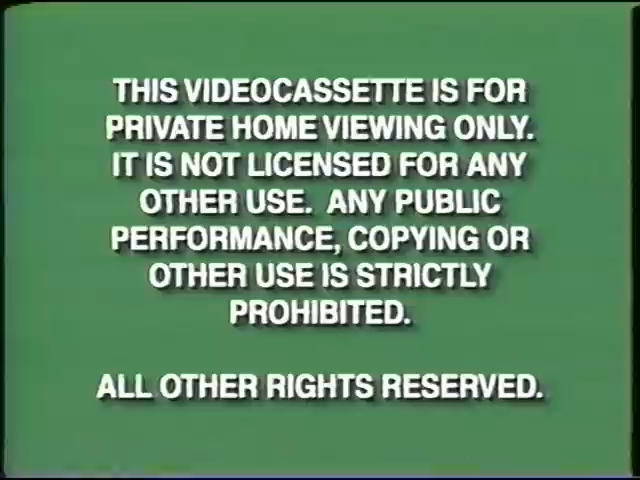 THIS VIDEOCASSETTE IS FOR
PRIVATE HOME VIEWING ONLY.
IT IS NOT LICENSED FOR ANY
OTHER USE.  ANY PUBLIC
PERFORMANCE, COPYING OR
OTHER USE IS STRICTLY
PROHIBITED.
ALL OTHER RIGHTS RESERVED.